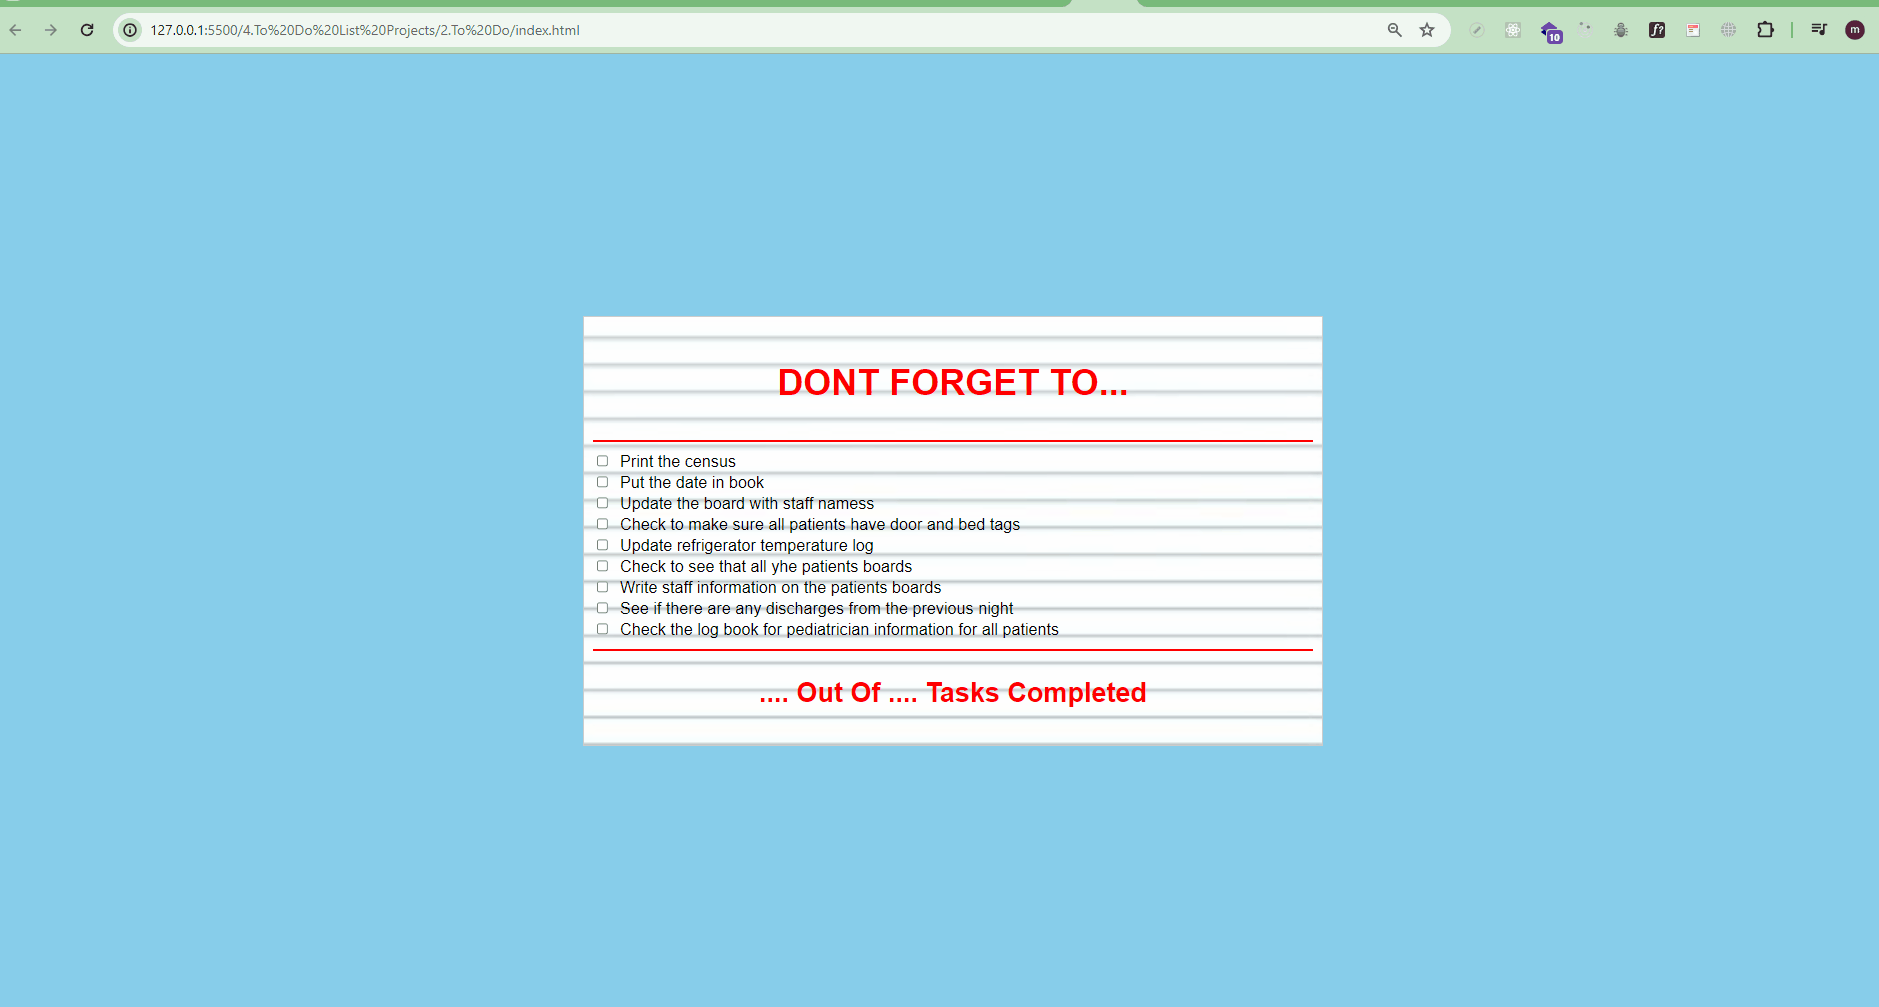 127.0.0.1:5500/4.To%20Do%20List%20Projects/2.To%20Do/index.html
10
f?
m
DONT FORGET TO...
Print the census
Put the date in book
Update the board with staff namess
Check to make sure all patients have door and bed tags
Update refrigerator temperature log
Check to see that all yhe patients boards
Write staff information on the patients boards
See if there are any discharges from the previous night
Check the log book for pediatrician information for all patients
.... Out Of .... Tasks Completed